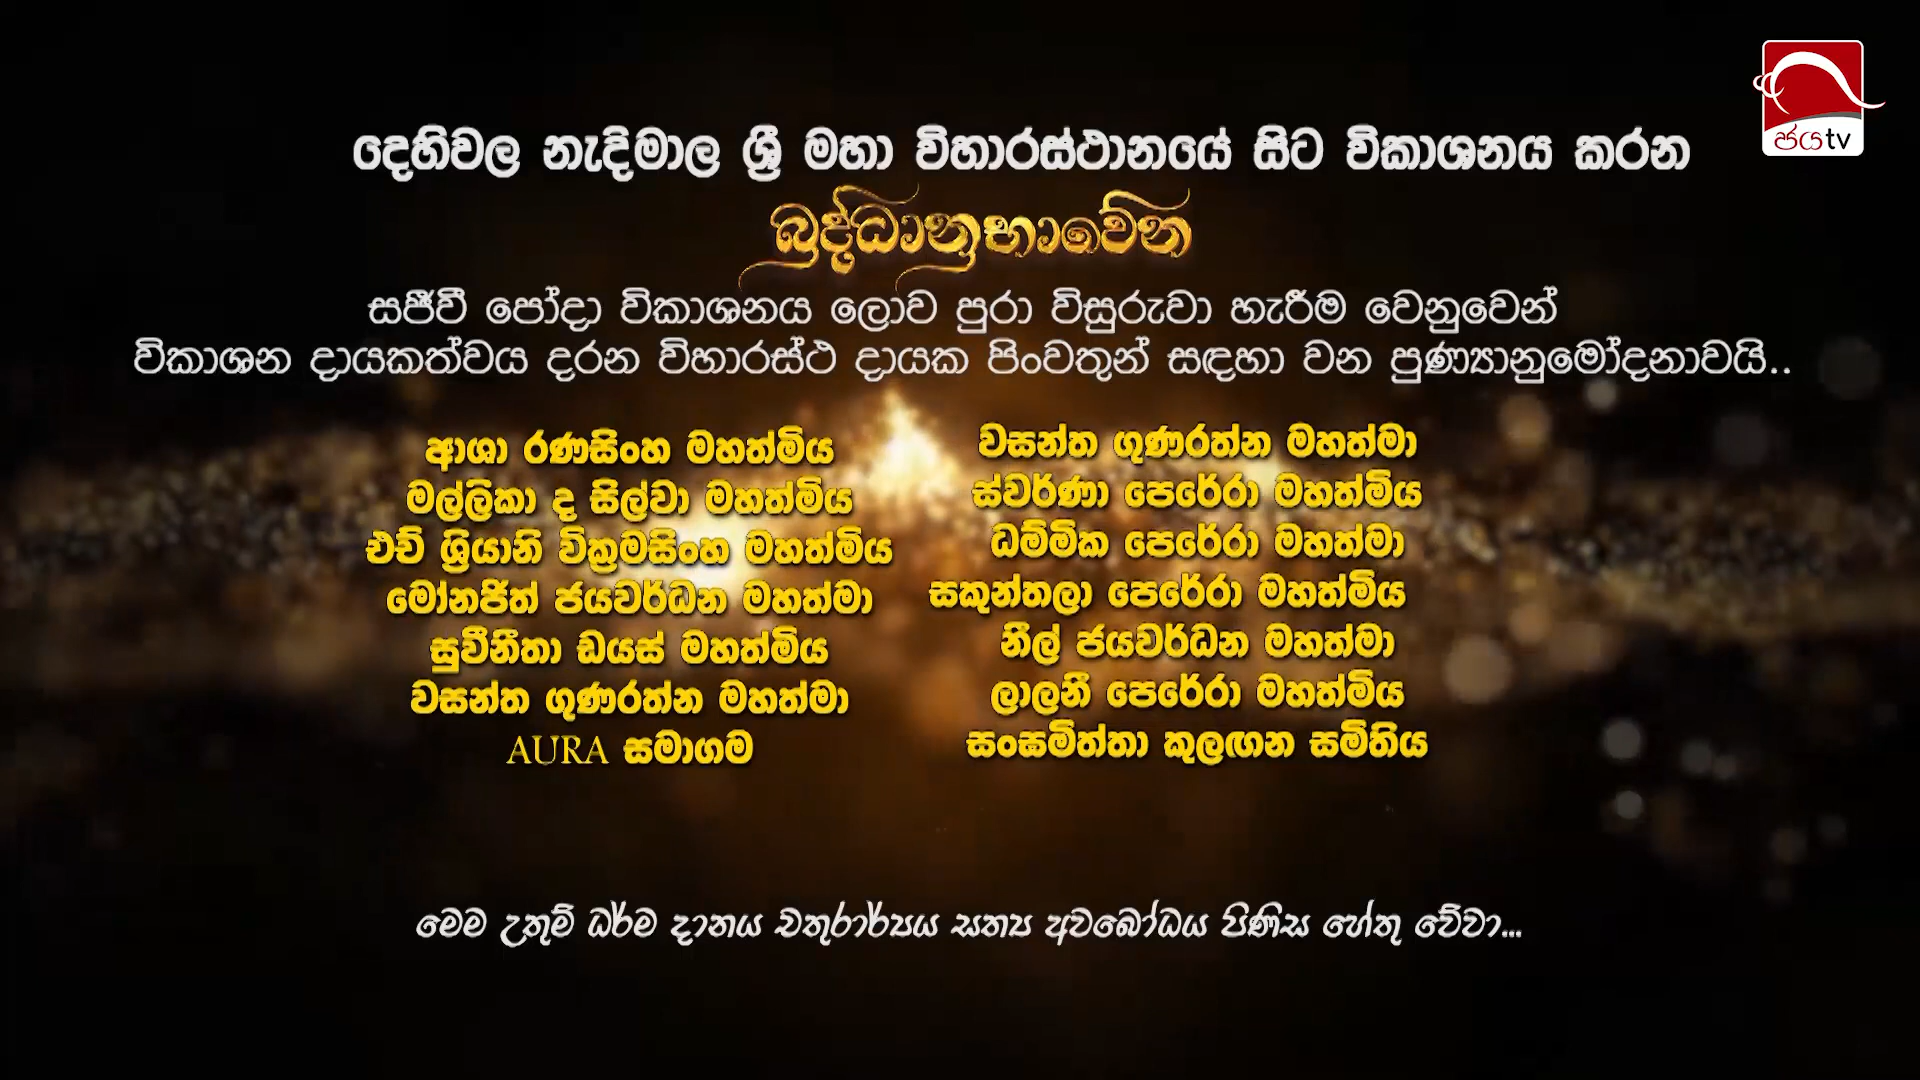 ජය tv
දෙහිවල නැදිමාල ශ්‍රී මහා විහාරස්ථානයේ සිට විකාශනය කරන
බුද්ධානුභාවේන
සජීවී පෝදා විකාශනය ලොව පුරා විසුරුවා හැරීම වෙනුවෙන්
විකාශන දායකත්වය දරන විහාරස්ථ දායක පිංවතුන් සඳහා වන පුණ්‍යානුමෝදනාවයි..
ආශා රණසිංහ මහත්මිය
මල්ලිකා ද සිල්වා මහත්මිය
එච් ශ්‍රියානි වික්‍රමසිංහ මහත්මිය
මෝනජිත් ජයවර්ධන මහත්මා
සුවිනීතා ඩයස් මහත්මිය
වසන්ත ගුණරත්න මහත්මා
AURA සමාගම
වසන්ත ගුණරත්න මහත්මා
ස්වර්ණා පෙරේරා මහත්මිය
ධම්මික පෙරේරා මහත්මා
සකුන්තලා පෙරේරා මහත්මිය
නීල් ජයවර්ධන මහත්මා
ලාලනී පෙරේරා මහත්මිය
සංඝමිත්තා කුලඟන සමිතිය
මෙම උතුම් ධර්ම දානය චතුරාර්යය සත්‍ය අවබෝධය පිණිස හේතු වේවා...